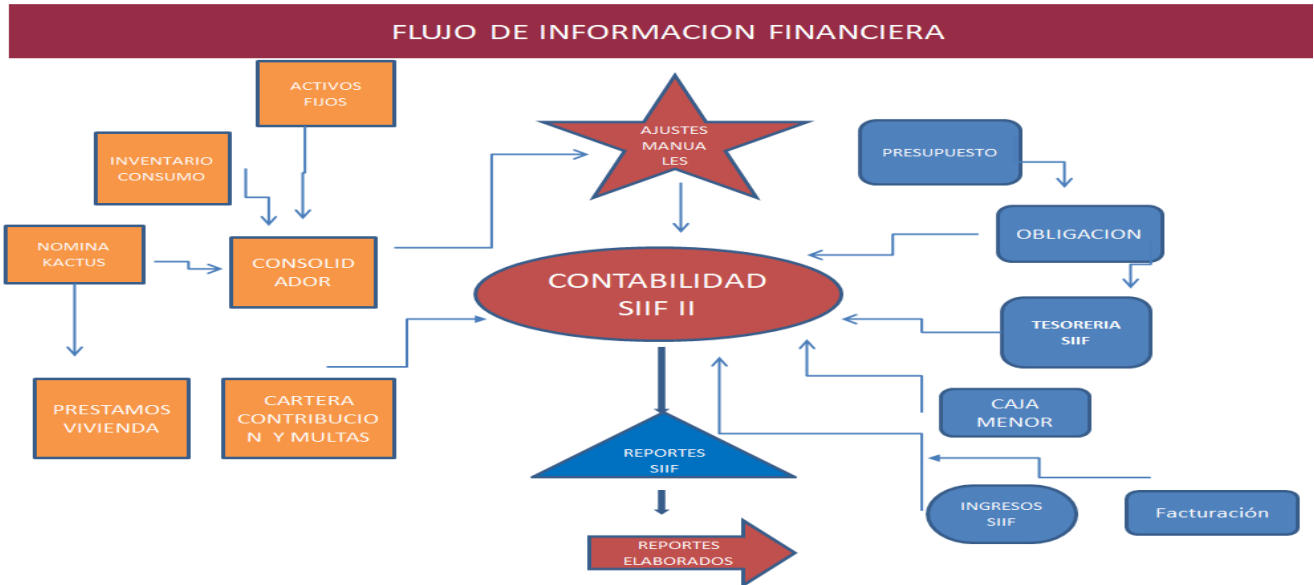 FLUJO DE INFORMACION FINANCIERA
ACTIVOS
FIJOS
AJUSTES
MANUA
LES
PRESUPUESTO
INVENTARIO
CONSUMO
NOMINA
KACTUS
CONSOLID
ADOR
OBLIGACION
CONTABILIDAD
SIIF II
TESORERIA
SIIF
PRESTAMOS
VIVIENDA
CARTERA
CONTRIBUCIO
N Y MULTAS
CAJA
MENOR
REPORTES
SIIF
INGRESOS
SIIF
Facturación
REPORTES
ELABORADOS